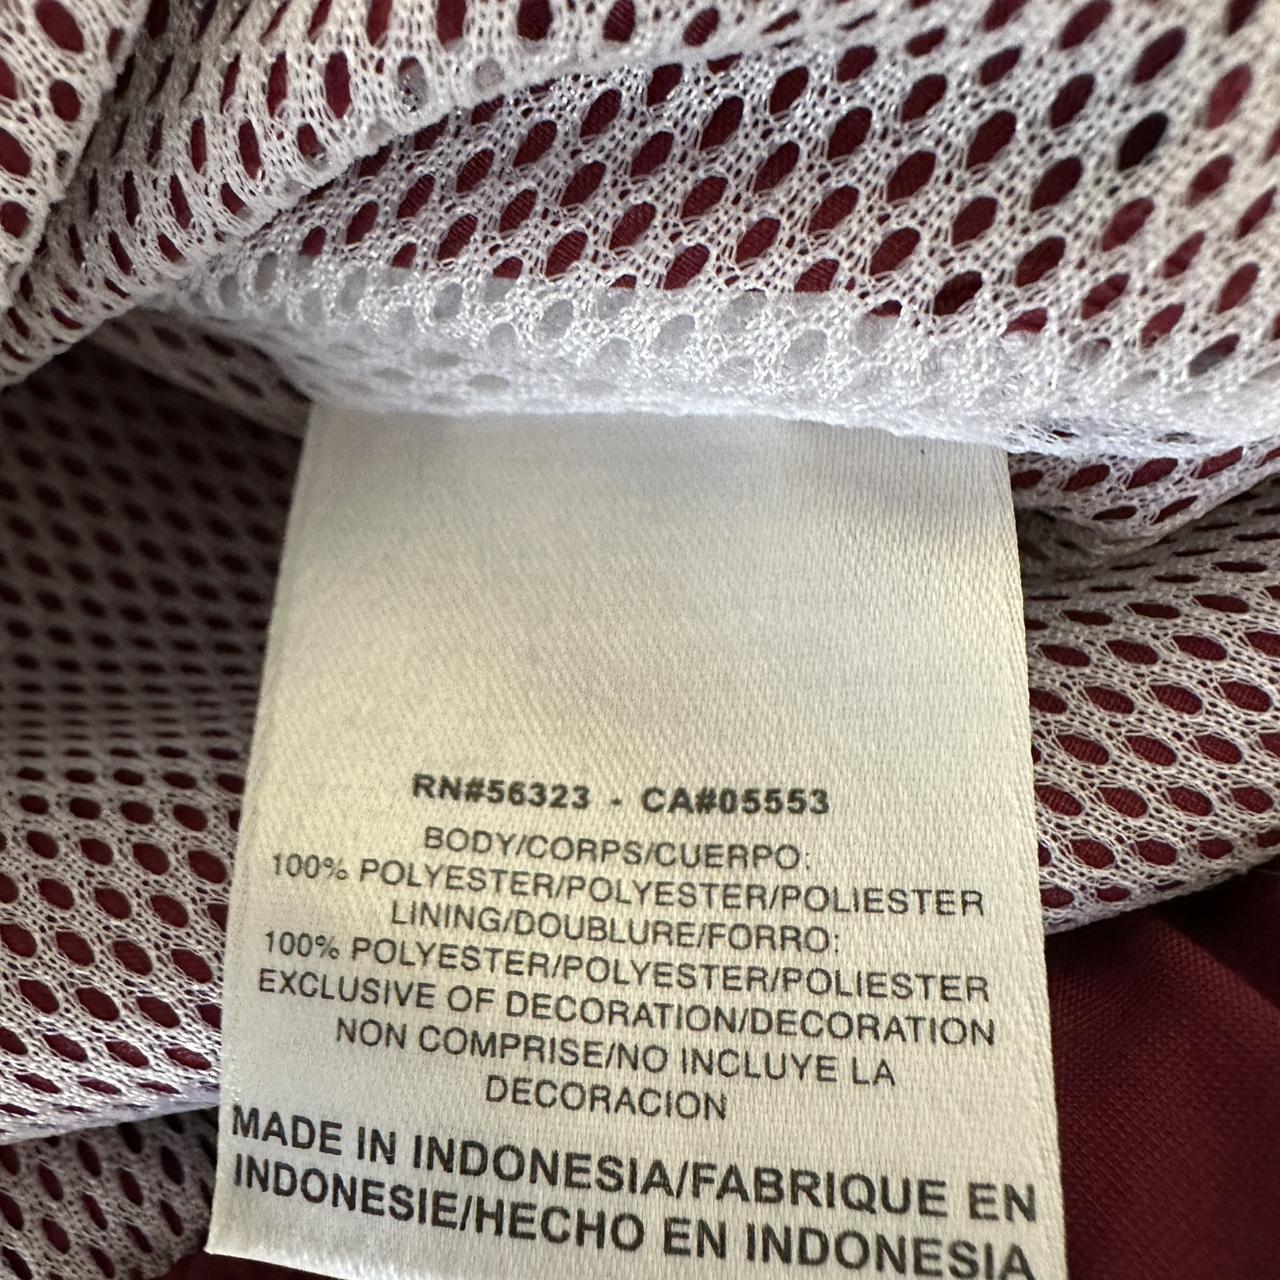 RN#56323 - CA#05553
BODY/CORPS/CUERPO:
100% POLYESTER/POLYESTER/POLIESTER
LINING/DOUBLURE/FORRO:
100% POLYESTER/POLYESTER/POLIESTER
EXCLUSIVE OF DECORATION/DECORATION
NON COMPRISE/NO INCLUYE LA
DECORACION
MADE IN INDONESIA/FABRIQUE EN
INDONESIE/HECHO EN INDONESIA